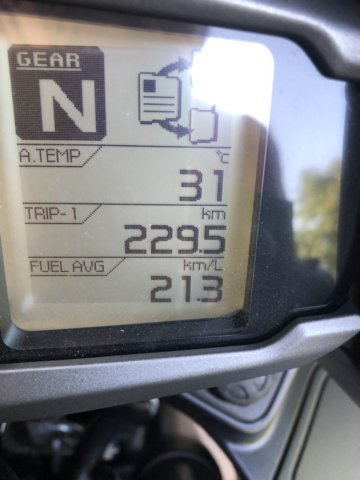 GEAR
N
A.TEMP °C
31
TRIP-1 km
229.5
FUEL AVG km/L
21.3